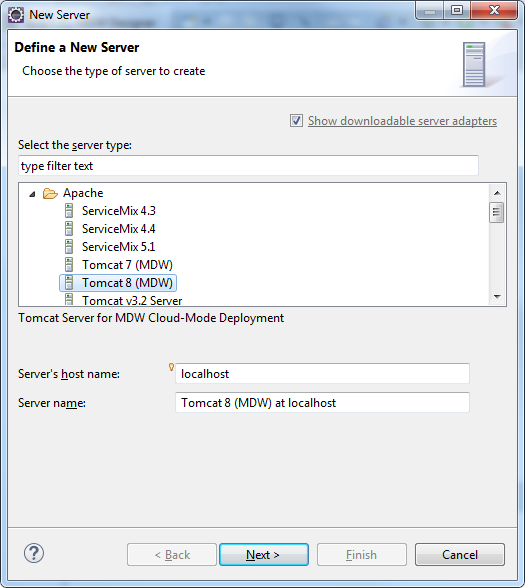 New Server
Define a New Server
Choose the type of server to create
Show downloadable server adapters
Select the server type:
type filter text
Apache
ServiceMix 4.3
ServiceMix 4.4
ServiceMix 5.1
Tomcat 7 (MDW)
Tomcat 8 (MDW)
Tomcat v3.2 Server
Tomcat Server for MDW Cloud-Mode Deployment
Server's host name: localhost
Server name: Tomcat 8 (MDW) at localhost
? < Back Next > Finish Cancel